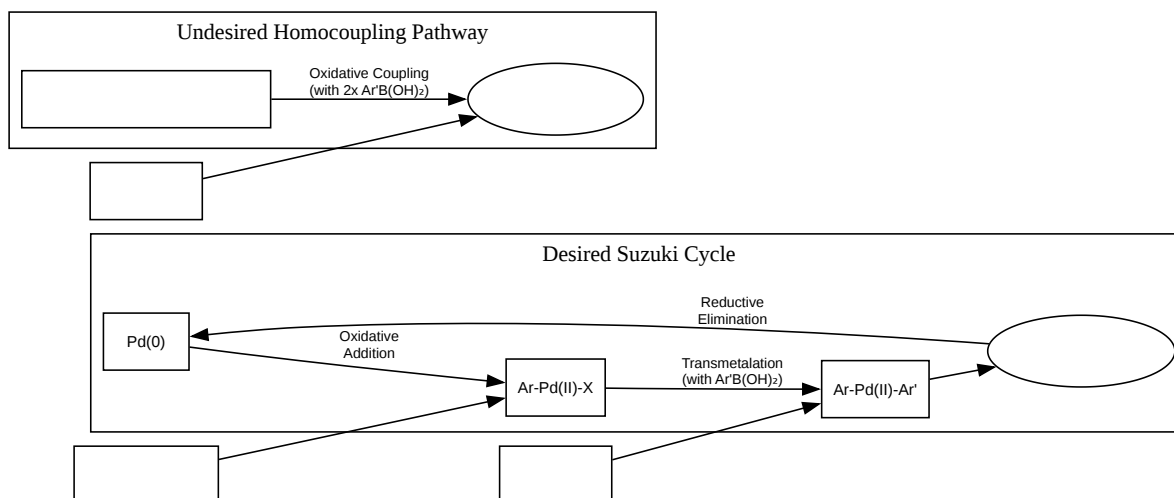 Undesired Homocoupling Pathway
Oxidative Coupling
(with 2x Ar'B(OH)₂)
Desired Suzuki Cycle
Reductive
Elimination
Pd(0)
Oxidative
Addition
Transmetalation
(with Ar'B(OH)₂)
Ar-Pd(II)-X
Ar-Pd(II)-Ar'